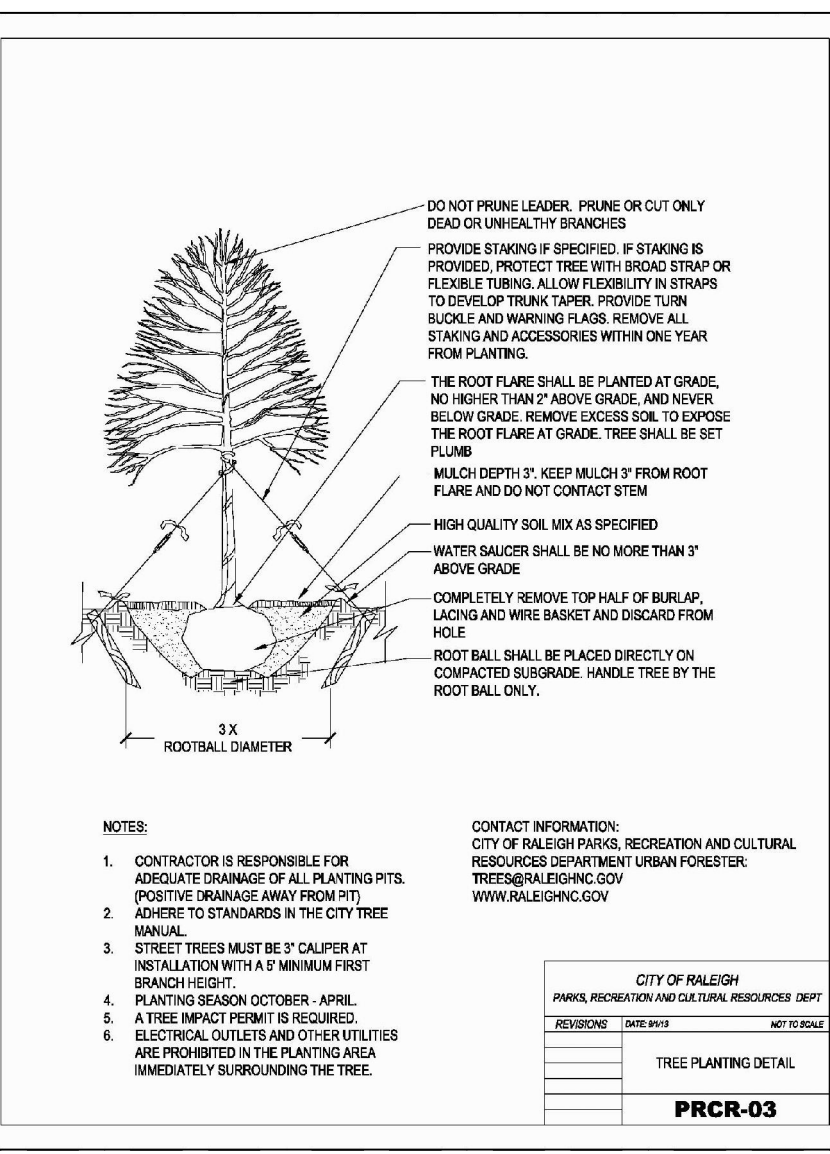 DO NOT PRUNE LEADER. PRUNE OR CUT ONLY
DEAD OR UNHEALTHY BRANCHES
PROVIDE STAKING IF SPECIFIED. IF STAKING IS
PROVIDED, PROTECT TREE WITH BROAD STRAP OR
FLEXIBLE TUBING. ALLOW FLEXIBILITY IN STRAPS
TO DEVELOP TRUNK TAPER. PROVIDE TURN
BUCKLE AND WARNING FLAGS. REMOVE ALL
STAKING AND ACCESSORIES WITHIN ONE YEAR
FROM PLANTING.
THE ROOT FLARE SHALL BE PLANTED AT GRADE,
NO HIGHER THAN 2" ABOVE GRADE, AND NEVER
BELOW GRADE. REMOVE EXCESS SOIL TO EXPOSE
THE ROOT FLARE AT GRADE. TREE SHALL BE SET
PLUMB
MULCH DEPTH 3". KEEP MULCH 3" FROM ROOT
FLARE AND DO NOT CONTACT STEM
HIGH QUALITY SOIL MIX AS SPECIFIED
WATER SAUCER SHALL BE NO MORE THAN 3"
ABOVE GRADE
COMPLETELY REMOVE TOP HALF OF BURLAP,
LACING AND WIRE BASKET AND DISCARD FROM
HOLE
ROOT BALL SHALL BE PLACED DIRECTLY ON
COMPACTED SUBGRADE. HANDLE TREE BY THE
ROOT BALL ONLY.
3 X
ROOTBALL DIAMETER
NOTES:
1. CONTRACTOR IS RESPONSIBLE FOR
ADEQUATE DRAINAGE OF ALL PLANTING PITS.
(POSITIVE DRAINAGE AWAY FROM PIT)
2. ADHERE TO STANDARDS IN THE CITY TREE
MANUAL.
3. STREET TREES MUST BE 3" CALIPER AT
INSTALLATION WITH A 5' MINIMUM FIRST
BRANCH HEIGHT.
4. PLANTING SEASON OCTOBER - APRIL.
5. A TREE IMPACT PERMIT IS REQUIRED.
6. ELECTRICAL OUTLETS AND OTHER UTILITIES
ARE PROHIBITED IN THE PLANTING AREA
IMMEDIATELY SURROUNDING THE TREE.
CONTACT INFORMATION:
CITY OF RALEIGH PARKS, RECREATION AND CULTURAL
RESOURCES DEPARTMENT URBAN FORESTER:
TREES@RALEIGHNC.GOV
WWW.RALEIGHNC.GOV
CITY OF RALEIGH
PARKS, RECREATION AND CULTURAL RESOURCES DEPT
REVISIONS DATE: 9/1/13 NOT TO SCALE
TREE PLANTING DETAIL
PRCR-03